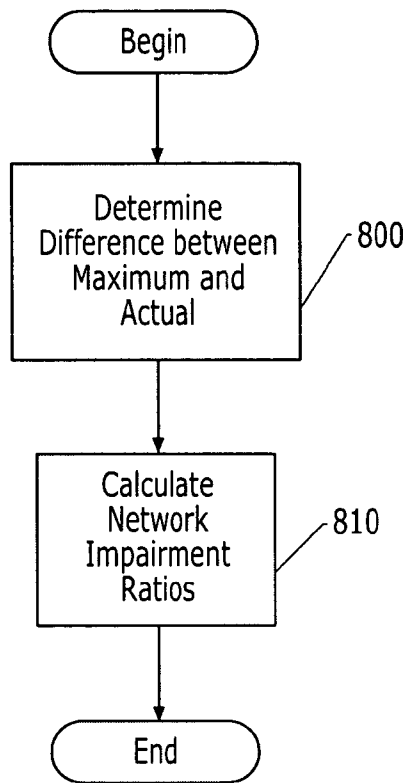 Begin
Determine
Difference between
Maximum and
Actual
800
Calculate
Network
Impairment
Ratios
810
End